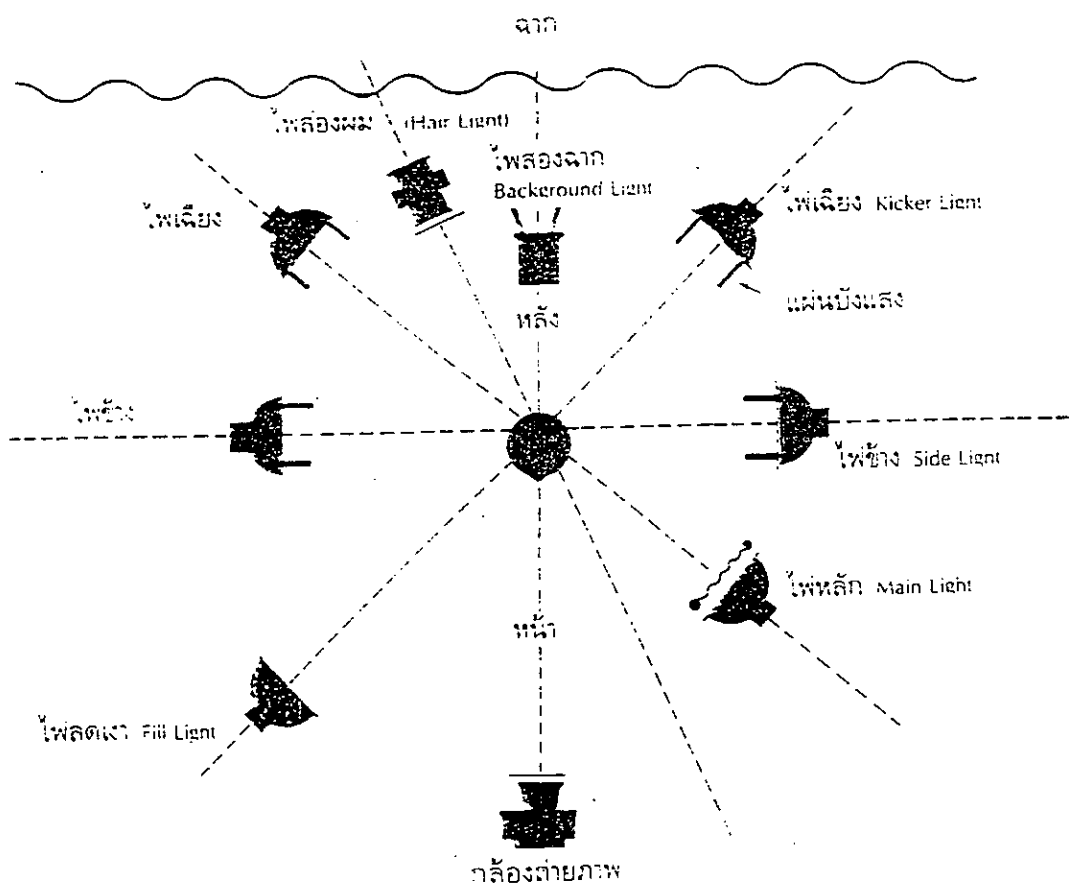 ฉาก
ไฟส่องผม (Hair Light)
ไฟสองฉาก
Background Light
ไฟเฉียง
ไฟเฉียง Kicker Light
แผ่นบังแสง
หลัง
ไฟข้าง
ไฟข้าง Side Light
ไฟหลัก Main Light
หน้า
ไฟลดเงา Fill Light
กล้องถ่ายภาพ